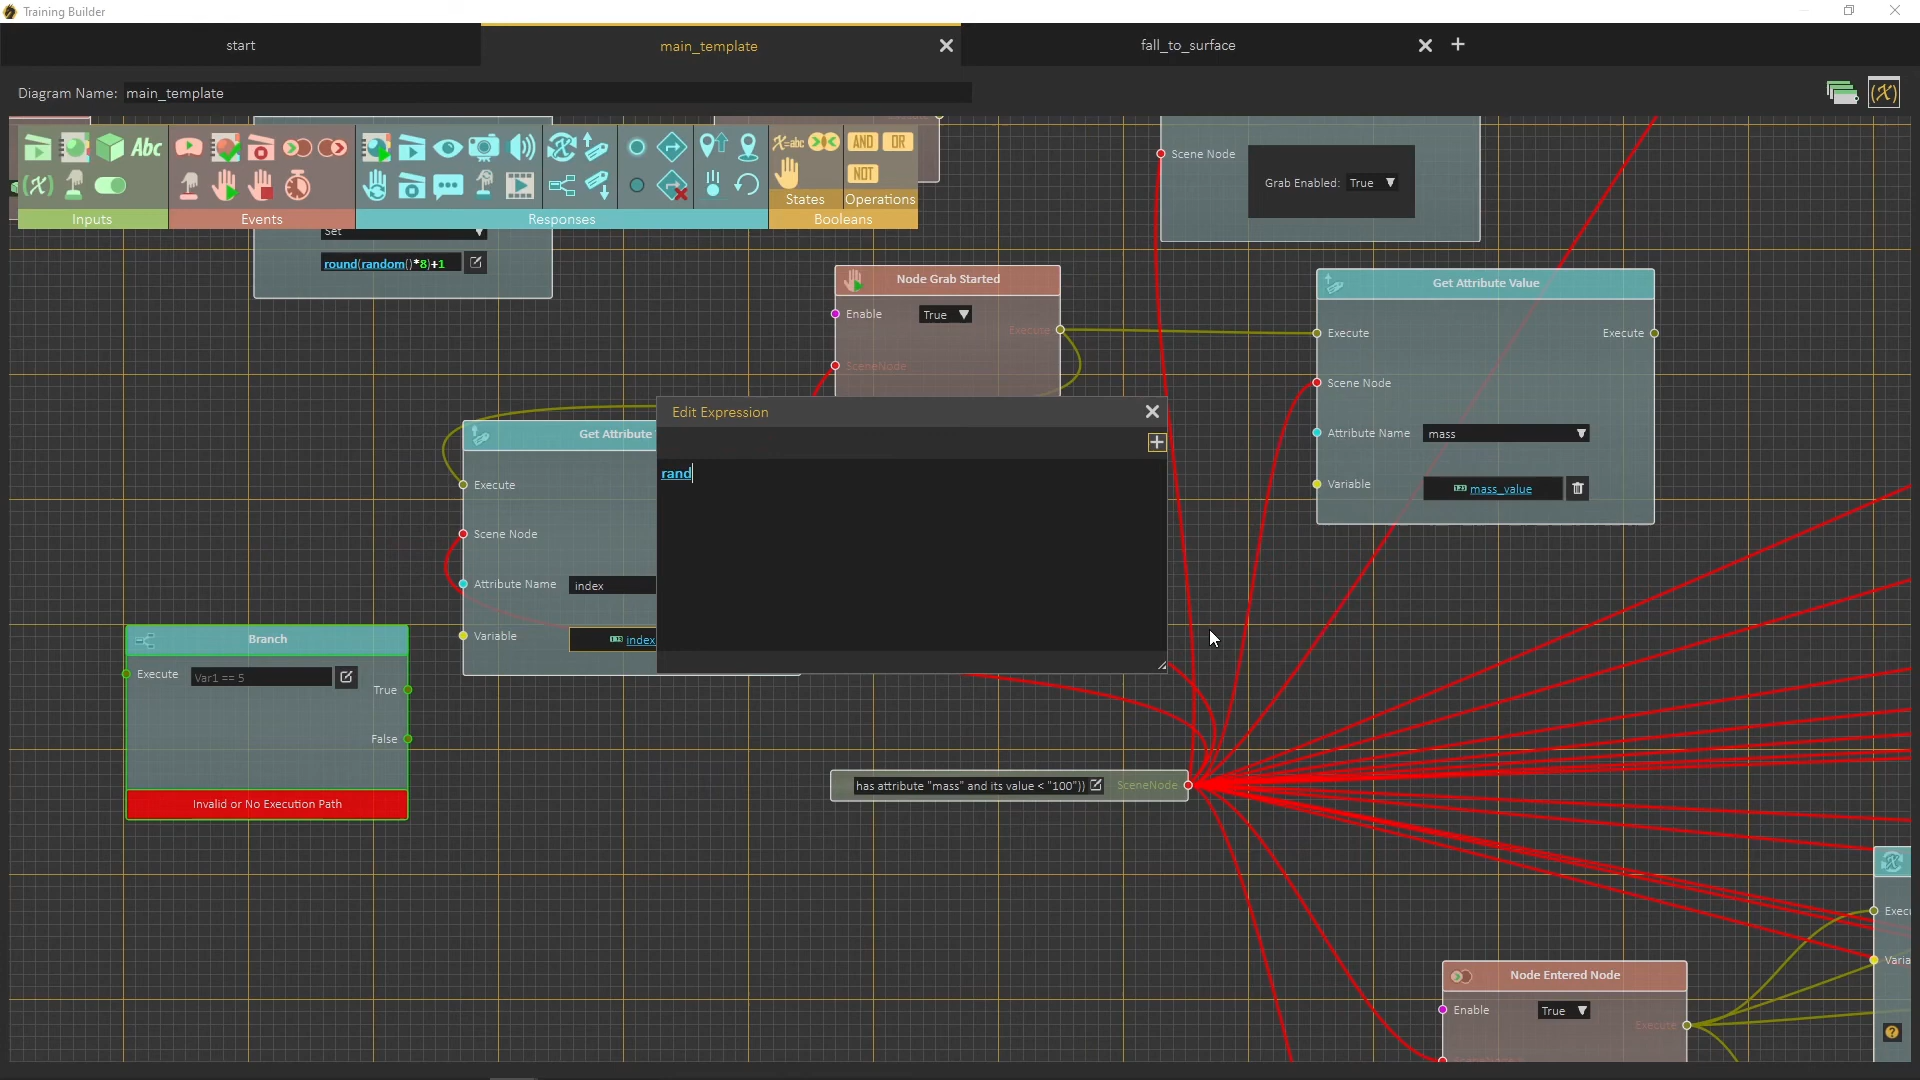 Training Builder
start
main_template
fall_to_surface
Diagram Name: main_template
Abc
(X)
X=abc
AND
OR
NOT
States
Operations
Inputs
Events
Responses
Booleans
Set
round(random()*8)+1
Scene Node
Grab Enabled: True
Node Grab Started
Enable True
Execute
SceneNode
Get Attribute Value
Execute
Execute
Scene Node
Attribute Name mass
Variable mass_value
Get Attribute
Execute
Scene Node
Attribute Name index
Variable index
Edit Expression
rand
Branch
Execute Var1 == 5
True
False
Invalid or No Execution Path
has attribute "mass" and its value < "100")) SceneNode
Node Entered Node
Enable True
Execute
Execu
Varia